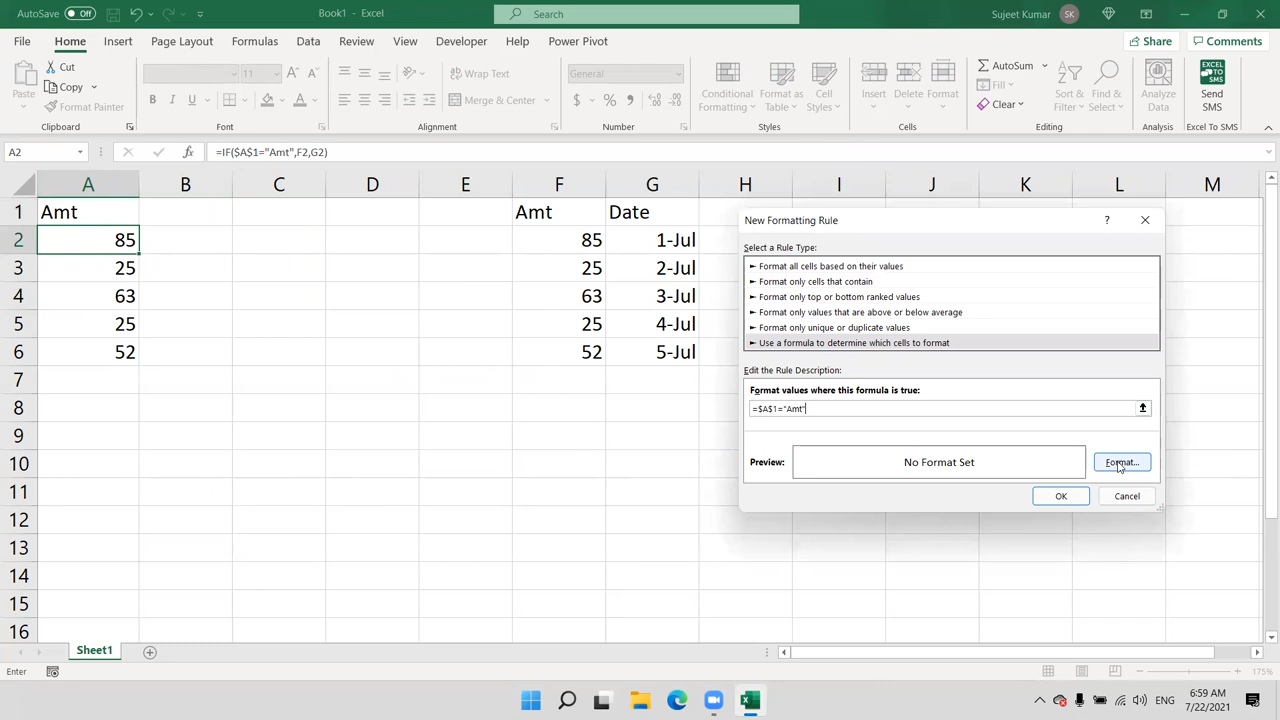 AutoSave Off Book1 - Excel Search Sujeet Kumar SK
File Home Insert Draw Page Layout Formulas Data Review View Developer Help Power Pivot Share Comments
Paste Cut Copy Format Painter Clipboard
11 B I U A Font
Wrap Text Merge & Center Alignment
General $ % Number
Conditional Formatting Format as Table Cell Styles Styles
Insert Delete Format Cells
AutoSum Fill Clear Sort & Filter Find & Select Editing
Analyze Data Analysis
EXCEL TO SMS Send SMS Excel To SMS
A2 fx =IF($A$1="Amt",F2,G2)
A B C D E F G H I J K L M
1 Amt Amt Date
2 85 85 1-Jul
3 25 25 2-Jul
4 63 63 3-Jul
5 25 25 4-Jul
6 52 52 5-Jul
7
8
9
10
11
12
13
14
15
16
New Formatting Rule ?
Select a Rule Type:
► Format all cells based on their values
► Format only cells that contain
► Format only top or bottom ranked values
► Format only values that are above or below average
► Format only unique or duplicate values
► Use a formula to determine which cells to format
Edit the Rule Description:
Format values where this formula is true:
=$A$1="Amt"
Preview: No Format Set Format...
OK Cancel
Sheet1
Enter 175%
ENG 6:59 AM
7/22/2021